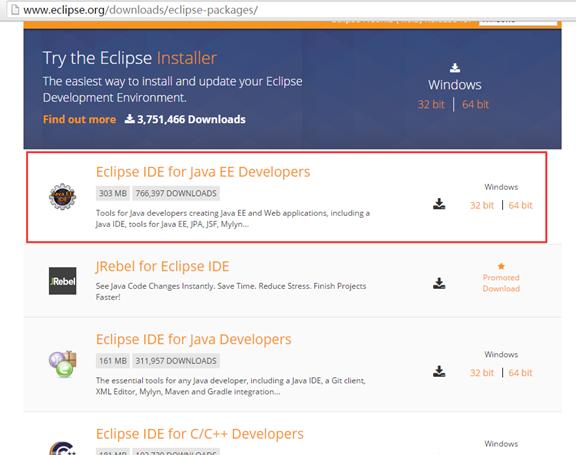 www.eclipse.org/downloads/eclipse-packages/
Windows
Try the Eclipse Installer
The easiest way to install and update your Eclipse
Development Environment.
Find out more 3,751,466 Downloads
Windows
32 bit 64 bit
Eclipse IDE for Java EE Developers
303 MB 766,397 DOWNLOADS
Tools for Java developers creating Java EE and Web applications, including a
Java IDE, tools for Java EE, JPA, JSF, Mylyn...
Windows
32 bit 64 bit
JRebel
JRebel for Eclipse IDE
See Java Code Changes Instantly. Save Time. Reduce Stress. Finish Projects
Faster!
Promoted
Download
Eclipse IDE for Java Developers
161 MB 311,957 DOWNLOADS
The essential tools for any Java developer, including a Java IDE, a Git client,
XML Editor, Mylyn, Maven and Gradle integration...
Windows
32 bit 64 bit
Eclipse IDE for C/C++ Developers
Windows